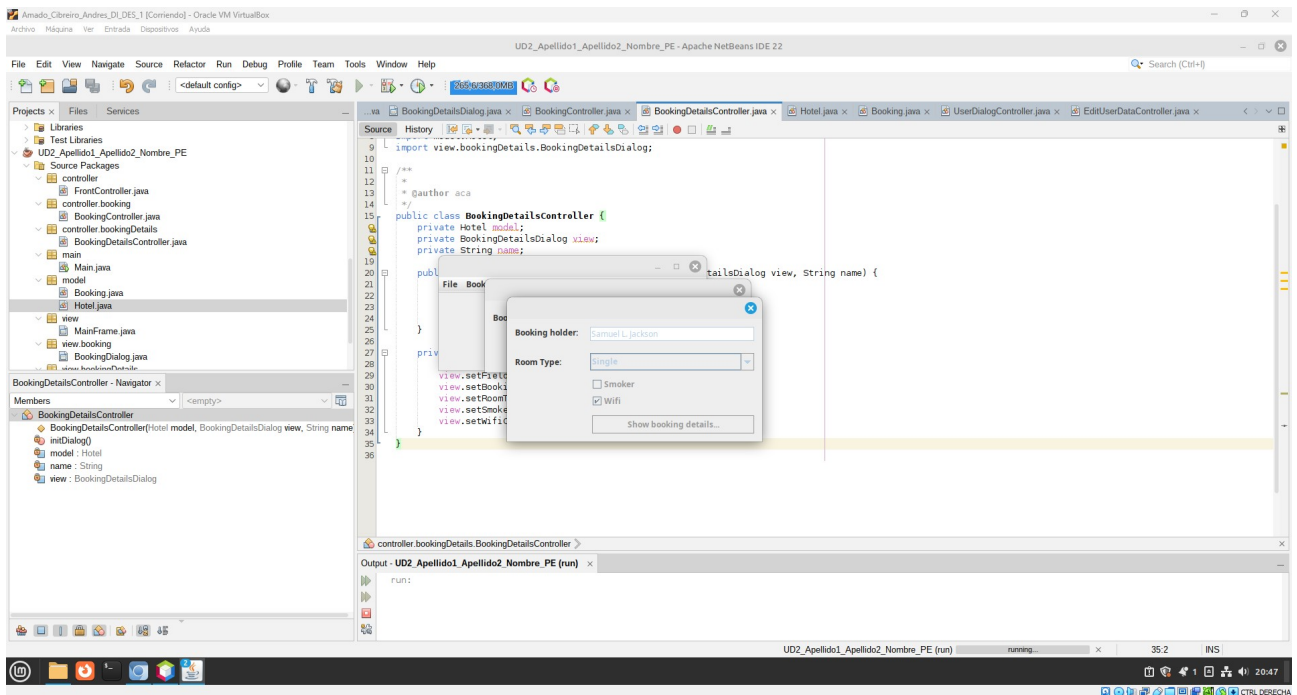 Amado_Cibreiro_Andres_DI_DES_1 [Corriendo] - Oracle VM VirtualBox
Archivo Máquina Ver Entrada Dispositivos Ayuda
UD2_Apellido1_Apellido2_Nombre_PE - Apache NetBeans IDE 22
File Edit View Navigate Source Refactor Run Debug Profile Team Tools Window Help
Search (Ctrl+I)
<default config>
Projects Files Services
...va BookingDetailsDialog.java BookingController.java BookingDetailsController.java Hotel.java Booking.java UserDialogController.java EditUserDataController.java
Source History
Libraries
Test Libraries
UD2_Apellido1_Apellido2_Nombre_PE
Source Packages
controller
FrontController.java
controller.booking
BookingController.java
controller.bookingDetails
BookingDetailsController.java
main
Main.java
model
Booking.java
Hotel.java
view
MainFrame.java
view.booking
BookingDialog.java
9 import view.bookingDetails.BookingDetailsDialog;
10
11 /**
12 *
13 * @author aca
14 */
15 public class BookingDetailsController {
private Hotel model;
private BookingDetailsDialog view;
private String name;
19
20 publ tailsDialog view, String name) {
21
22
23
24
25 }
26
27 priv
28
29 view.setField
30 view.setBooki
31 view.setRoomT
32 view.setSmoke
33 view.setWifiC
34 }
35 }
36
File Book
Boo
Booking holder: Samuel L. Jackson
Room Type: Single
Smoker
Wifi
Show booking details...
BookingDetailsController - Navigator
Members <empty>
BookingDetailsController
BookingDetailsController(Hotel model, BookingDetailsDialog view, String name
initDialog()
model : Hotel
name : String
view : BookingDetailsDialog
controller.bookingDetails.BookingDetailsController
Output - UD2_Apellido1_Apellido2_Nombre_PE (run)
run:
UD2_Apellido1_Apellido2_Nombre_PE (run) running... 35:2 INS
1 20:47
CTRL DERECHA